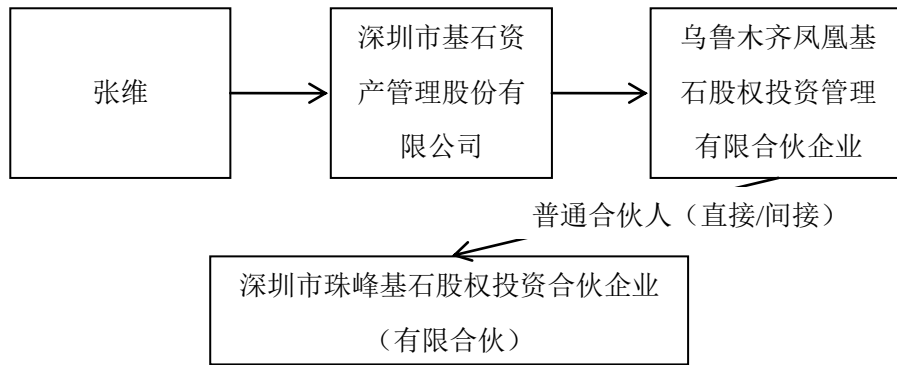 张维
深圳市基石资
产管理股份有
限公司
乌鲁木齐凤凰基
石股权投资管理
有限合伙企业
普通合伙人（直接/间接）
深圳市珠峰基石股权投资合伙企业
（有限合伙）